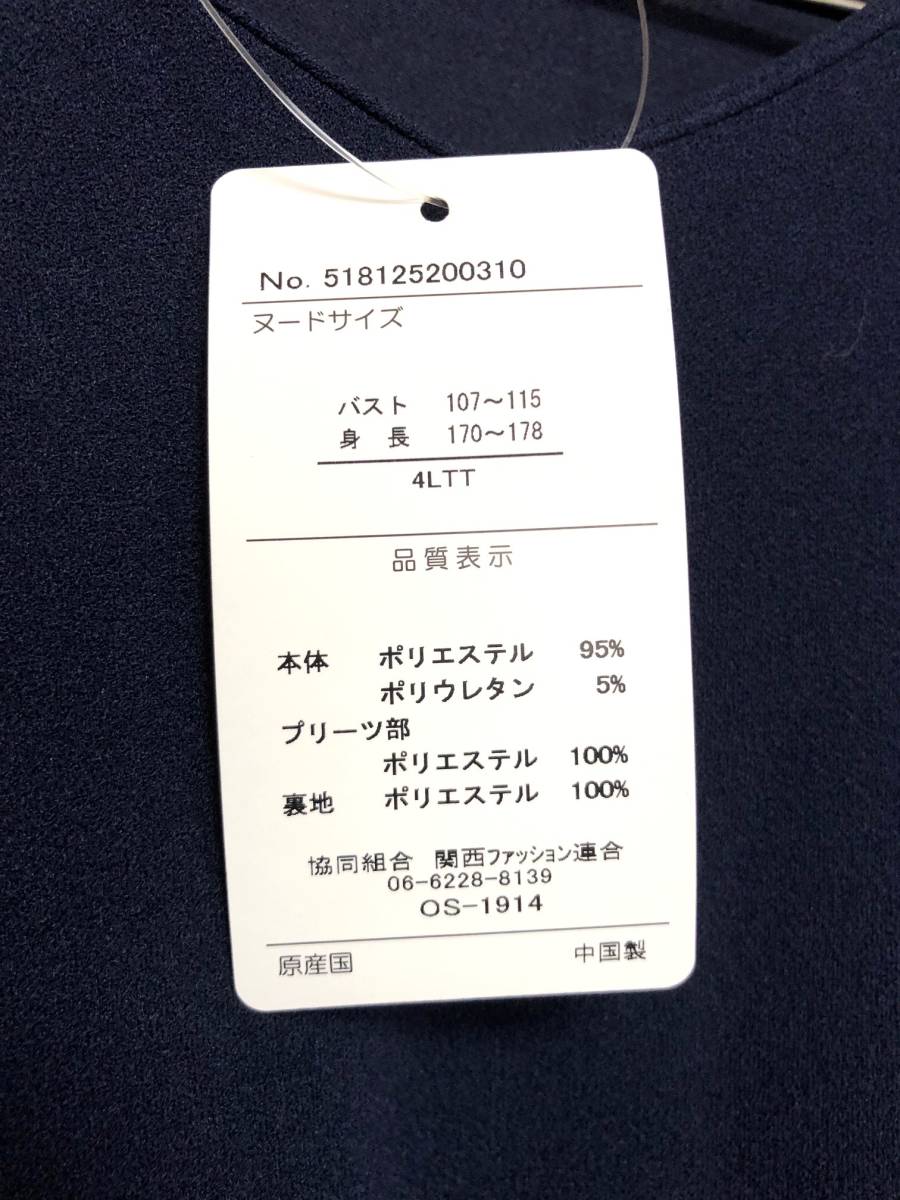 No. 518125200310
ヌードサイズ
バスト 107〜115
身 長 170〜178
4LTT
品質表示
本体 ポリエステル 95%
ポリウレタン 5%
プリーツ部
ポリエステル 100%
裏地 ポリエステル 100%
協同組合 関西ファッション連合
06-6228-8139
OS-1914
原産国 中国製